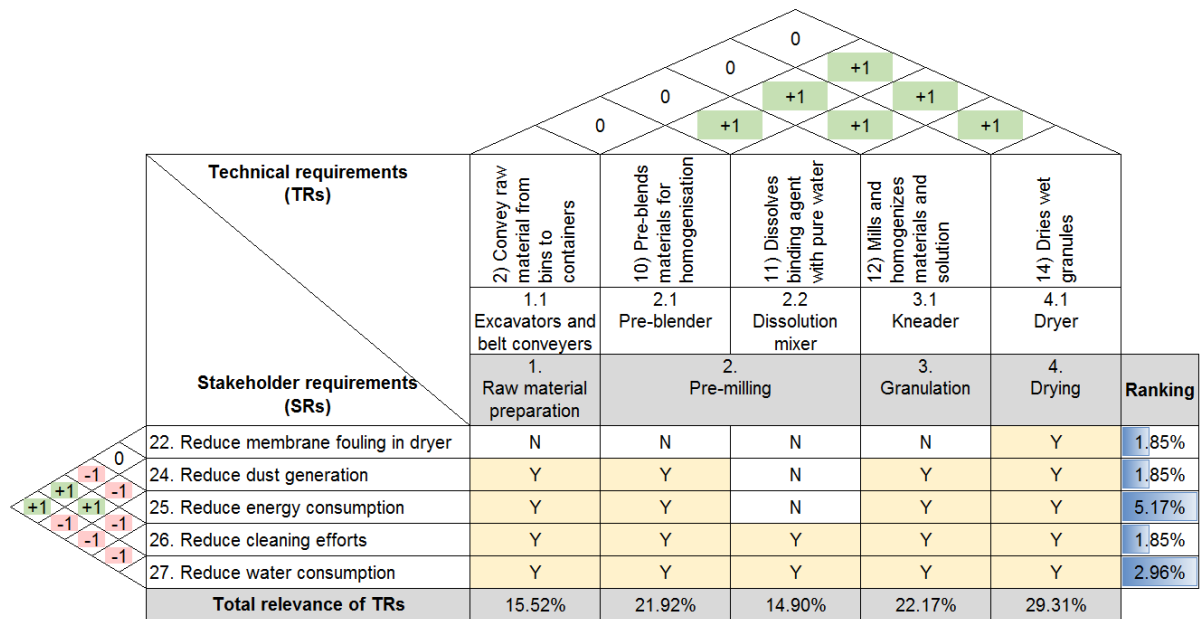 0
0 +1
0 +1 +1
0 +1 +1 +1
Technical requirements
(TRs)
2) Convey raw
material from
bins to
containers
10) Pre-blends
materials for
homogenisation
11) Dissolves
binding agent
with pure water
12) Mills and
homogenizes
materials and
solution
14) Dries wet
granules
1.1
Excavators and
belt conveyers
2.1
Pre-blender
2.2
Dissolution
mixer
3.1
Kneader
4.1
Dryer
Stakeholder requirements
(SRs)
1.
Raw material
preparation
2.
Pre-milling
3.
Granulation
4.
Drying
Ranking
22. Reduce membrane fouling in dryer N N N N Y 1.85%
0
24. Reduce dust generation Y Y N Y Y 1.85%
-1
+1 -1
25. Reduce energy consumption Y Y N Y Y 5.17%
+1 +1
-1 -1
26. Reduce cleaning efforts Y Y Y Y Y 1.85%
-1
-1
27. Reduce water consumption Y Y Y Y Y 2.96%
Total relevance of TRs 15.52% 21.92% 14.90% 22.17% 29.31%